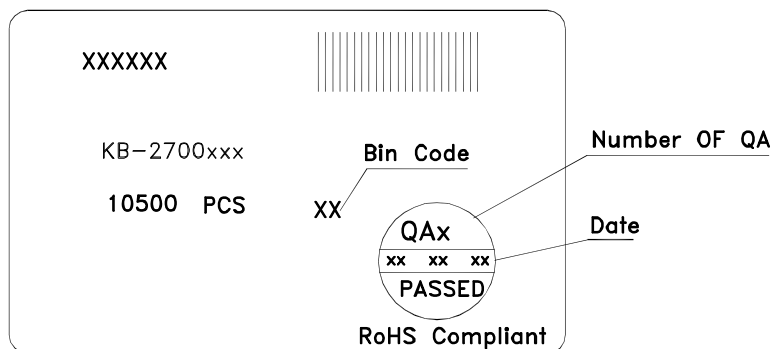 XXXXXX
KB-2700xxx
Bin Code
Number OF QA
10500 PCS
XX
QAx
Date
xx xx xx
PASSED
RoHS Compliant